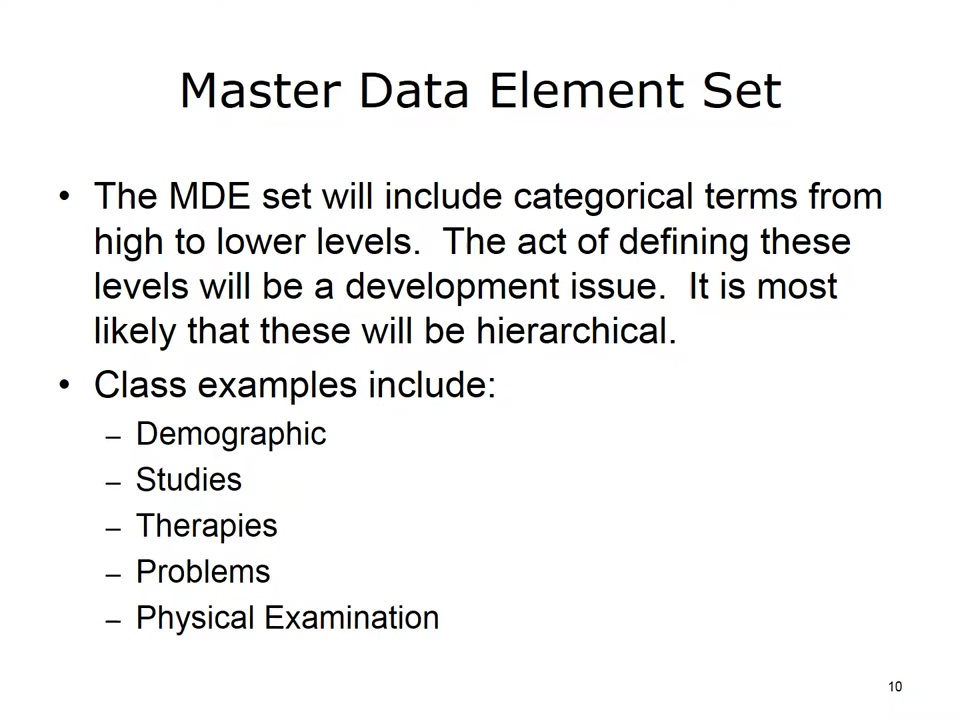 Master Data Element Set
• The MDE set will include categorical terms from
high to lower levels.  The act of defining these
levels will be a development issue.  It is most
likely that these will be hierarchical.
• Class examples include:
– Demographic
– Studies
– Therapies
– Problems
– Physical Examination
10